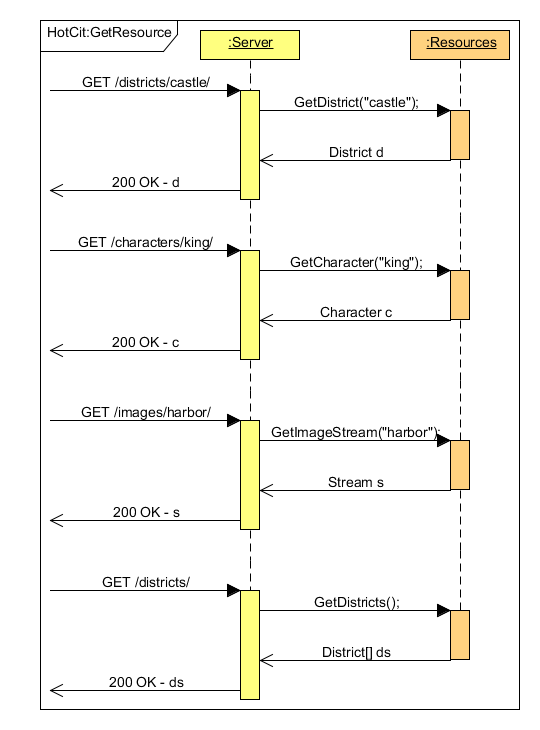 HotCit:GetResource
:Server
:Resources
GET /districts/castle/
GetDistrict("castle");
District d
200 OK - d
GET /characters/king/
GetCharacter("king");
Character c
200 OK - c
GET /images/harbor/
GetImageStream("harbor");
Stream s
200 OK - s
GET /districts/
GetDistricts();
District[] ds
200 OK - ds